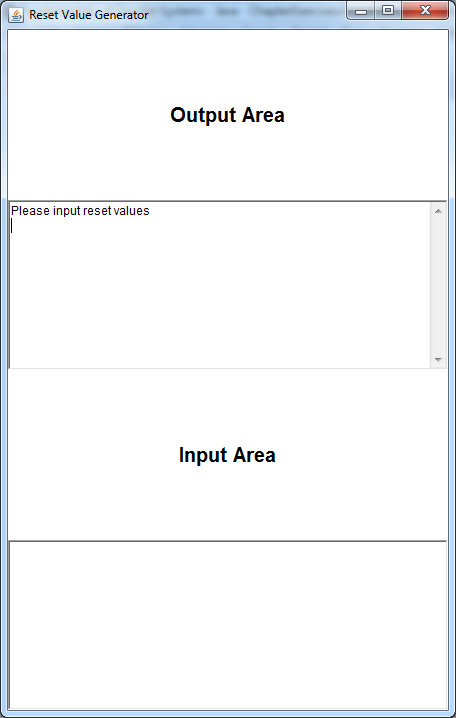 Reset Value Generator
Output Area
Please input reset values
Input Area